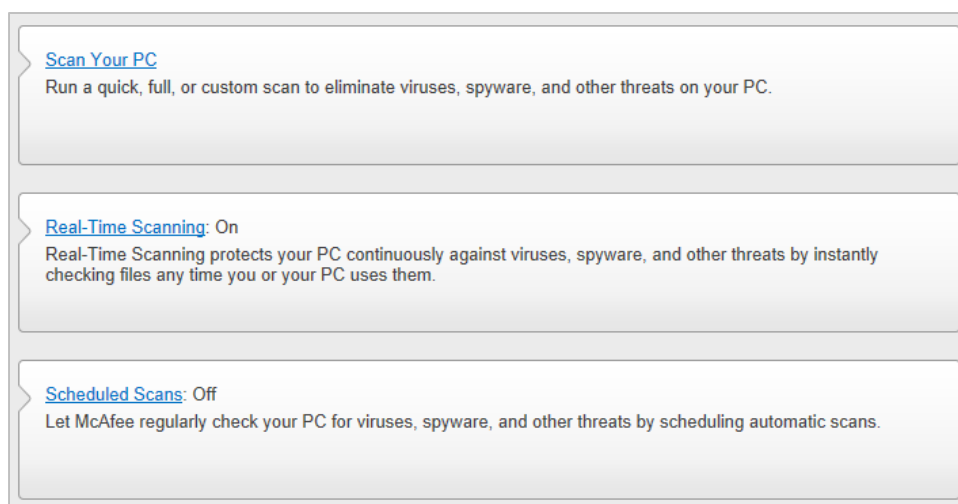 Scan Your PC
Run a quick, full, or custom scan to eliminate viruses, spyware, and other threats on your PC.
Real-Time Scanning: On
Real-Time Scanning protects your PC continuously against viruses, spyware, and other threats by instantly
checking files any time you or your PC uses them.
Scheduled Scans: Off
Let McAfee regularly check your PC for viruses, spyware, and other threats by scheduling automatic scans.